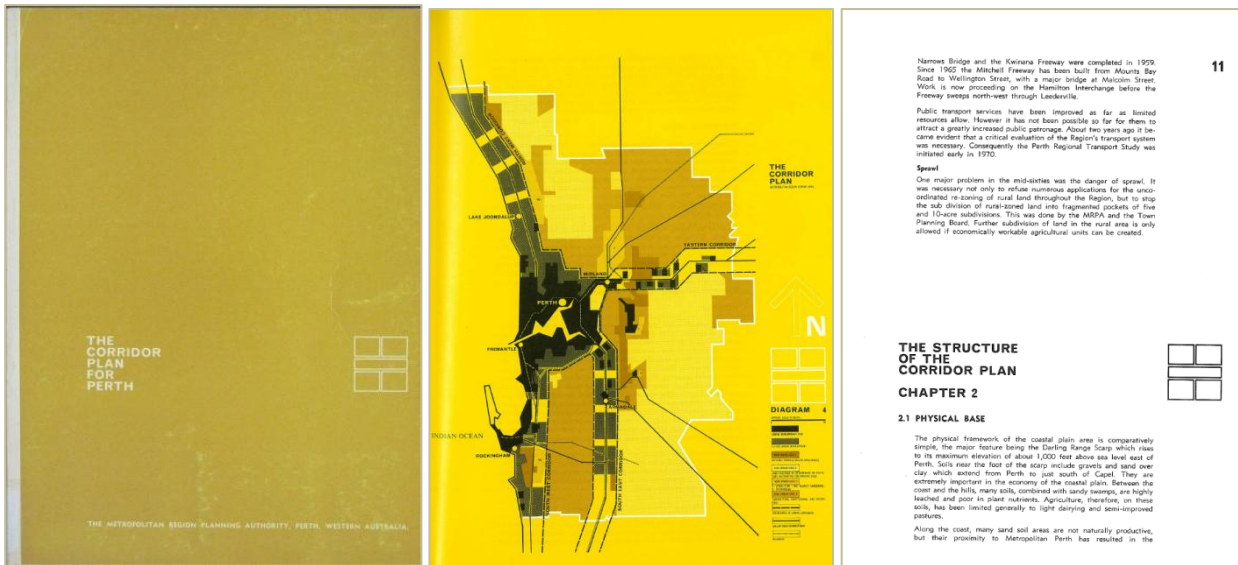 THE
CORRIDOR
PLAN
FOR
PERTH
THE METROPOLITAN REGION PLANNING AUTHORITY, PERTH, WESTERN AUSTRALIA.
THE
CORRIDOR
PLAN
LAKE JOONDALUP
EASTERN CORRIDOR
MIDLAND
PERTH
FREMANTLE
N
ARMADALE
DIAGRAM 4
INDIAN OCEAN
ROCKINGHAM
SOUTH WEST CORRIDOR
SOUTH EAST CORRIDOR
11
Narrows Bridge and the Kwinana Freeway were completed in 1959.
Since 1965 the Mitchell Freeway has been built from Mounts Bay
Road to Wellington Street, with a major bridge at Malcolm Street.
Work is now proceeding on the Hamilton Interchange before the
Freeway sweeps north-west through Leederville.
Public transport services have been improved as far as limited
resources allow. However it has not been possible so far for them to
attract a greatly increased public patronage. About two years ago it be-
came evident that a critical evaluation of the Region's transport system
was necessary. Consequently the Perth Regional Transport Study was
initiated early in 1970.
Sprawl
One major problem in the mid-sixties was the danger of sprawl. It
was necessary not only to refuse numerous applications for the unco-
ordinated re-zoning of rural land throughout the Region, but to stop
the sub division of rural-zoned land into fragmented pockets of five
and 10-acre subdivisions. This was done by the MRPA and the Town
Planning Board. Further subdivision of land in the rural area is only
allowed if economically workable agricultural units can be created.
THE STRUCTURE
OF THE
CORRIDOR PLAN
CHAPTER 2
2.1 PHYSICAL BASE
The physical framework of the coastal plain area is comparatively
simple, the major feature being the Darling Range Scarp which rises
to its maximum elevation of about 1,000 feet above sea level east of
Perth. Soils near the foot of the scarp include gravels and sand over
clay which extend from Perth to just south of Capel. They are
extremely important in the economy of the coastal plain. Between the
coast and the hills, many soils, combined with sandy swamps, are highly
leached and poor in plant nutrients. Agriculture, therefore, on these
soils, has been limited generally to light dairying and semi-improved
pastures.
Along the coast, many sand soil areas are not naturally productive,
but their proximity to Metropolitan Perth has resulted in the